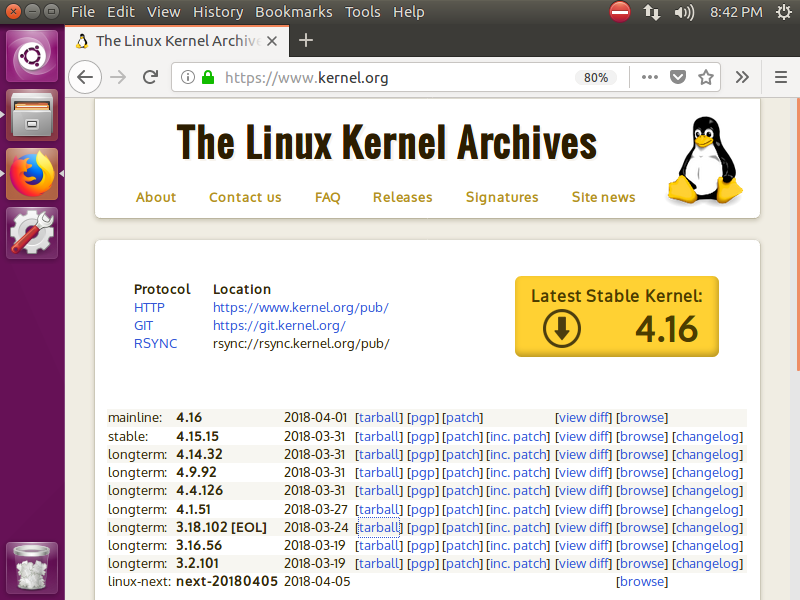 File Edit View History Bookmarks Tools Help 8:42 PM
The Linux Kernel Archive
https://www.kernel.org 80%
The Linux Kernel Archives
About Contact us FAQ Releases Signatures Site news
Protocol Location
HTTP https://www.kernel.org/pub/
GIT https://git.kernel.org/
RSYNC rsync://rsync.kernel.org/pub/
Latest Stable Kernel:
4.16
mainline: 4.16 2018-04-01 [tarball] [pgp] [patch] [view diff] [browse]
stable: 4.15.15 2018-03-31 [tarball] [pgp] [patch] [inc. patch] [view diff] [browse] [changelog]
longterm: 4.14.32 2018-03-31 [tarball] [pgp] [patch] [inc. patch] [view diff] [browse] [changelog]
longterm: 4.9.92 2018-03-31 [tarball] [pgp] [patch] [inc. patch] [view diff] [browse] [changelog]
longterm: 4.4.126 2018-03-31 [tarball] [pgp] [patch] [inc. patch] [view diff] [browse] [changelog]
longterm: 4.1.51 2018-03-27 [tarball] [pgp] [patch] [inc. patch] [view diff] [browse] [changelog]
longterm: 3.18.102 [EOL] 2018-03-24 [tarball] [pgp] [patch] [inc. patch] [view diff] [browse] [changelog]
longterm: 3.16.56 2018-03-19 [tarball] [pgp] [patch] [inc. patch] [view diff] [browse] [changelog]
longterm: 3.2.101 2018-03-19 [tarball] [pgp] [patch] [inc. patch] [view diff] [browse] [changelog]
linux-next: next-20180405 2018-04-05 [browse]